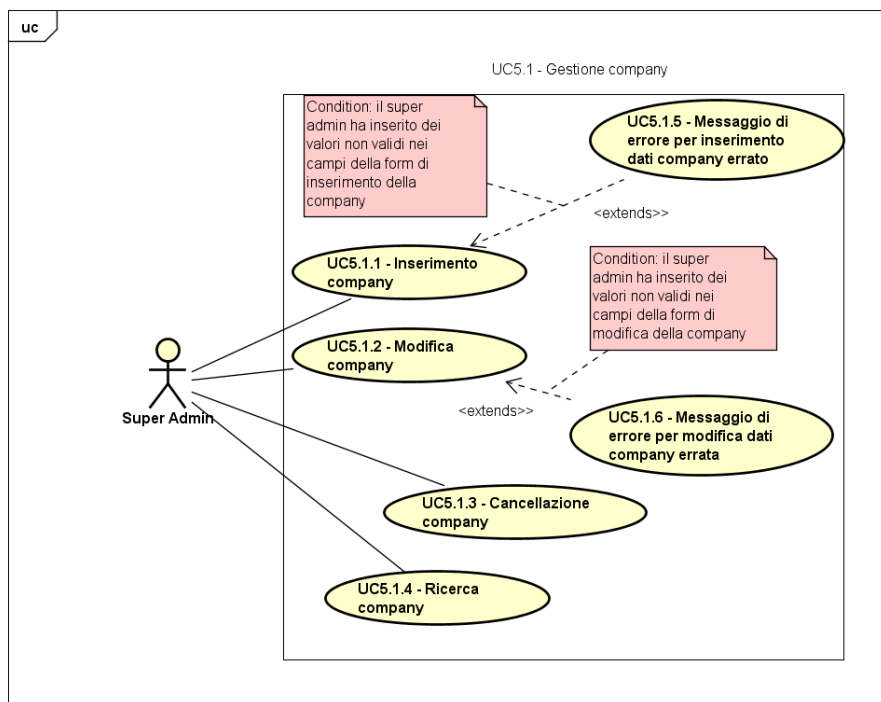 uc
UC5.1 - Gestione company
Condition: il super
admin ha inserito dei
valori non validi nei
campi della form di
inserimento della
company
UC5.1.5 - Messaggio di
errore per inserimento
dati company errato
<extends>>
UC5.1.1 - Inserimento
company
Condition: il super
admin ha inserito dei
valori non validi nei
campi della form di
modifica della company
UC5.1.2 - Modifica
company
<extends>>
UC5.1.6 - Messaggio di
errore per modifica dati
company errata
Super Admin
UC5.1.3 - Cancellazione
company
UC5.1.4 - Ricerca
company